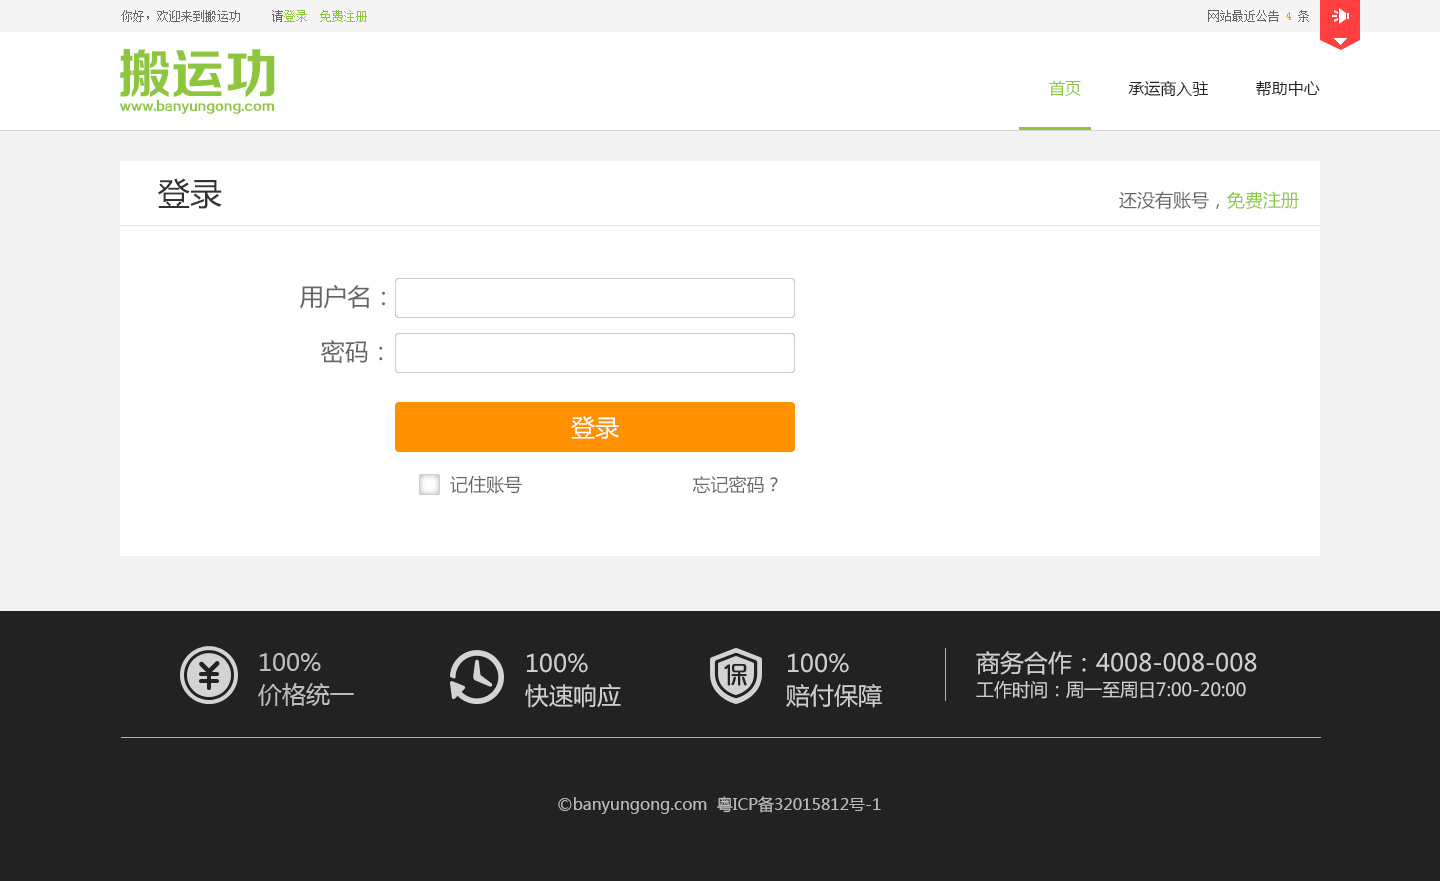 你好，欢迎来到搬运功 请登录 免费注册 网站最近公告 4 条
搬运功
www.banyungong.com
首页 承运商入驻 帮助中心
登录
还没有账号，免费注册
用户名：
密码：
登录
记住账号 忘记密码？
100%
价格统一
100%
快速响应
保
100%
赔付保障
商务合作：4008-008-008
工作时间：周一至周日7:00-20:00
©banyungong.com 粤ICP备32015812号-1